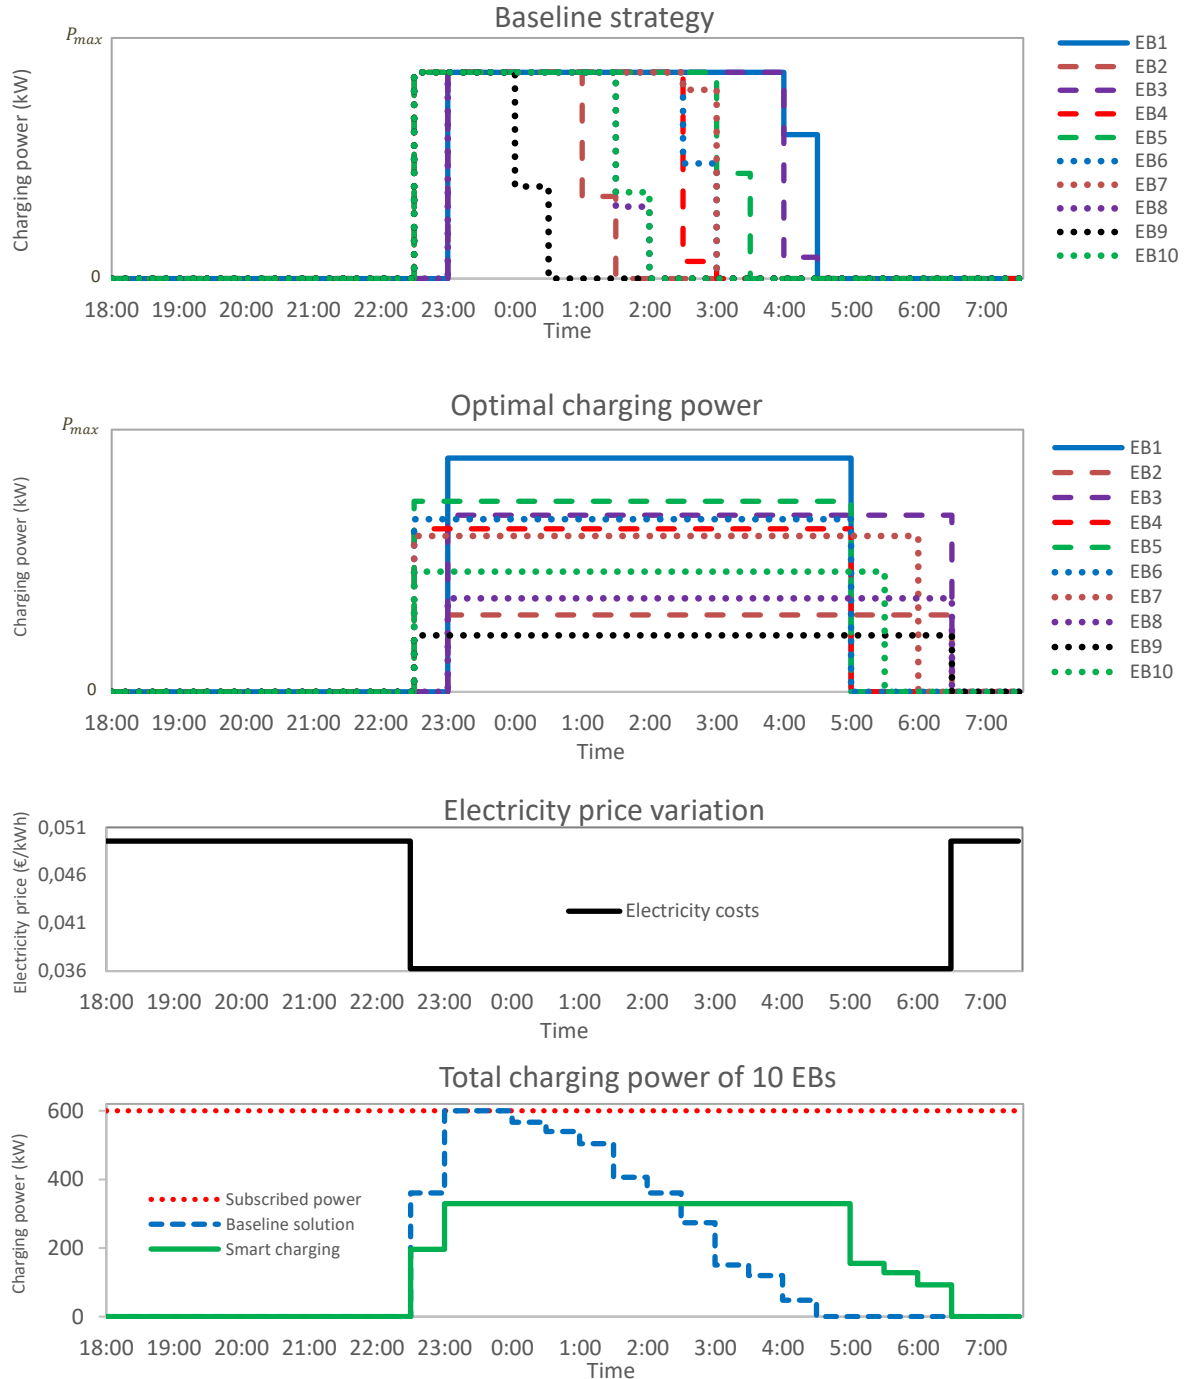 Baseline strategy
P_max
Charging power (kW)
0
18:00 19:00 20:00 21:00 22:00 23:00 0:00 1:00 2:00 3:00 4:00 5:00 6:00 7:00
Time
EB1
EB2
EB3
EB4
EB5
EB6
EB7
EB8
EB9
EB10
Optimal charging power
P_max
Charging power (kW)
0
18:00 19:00 20:00 21:00 22:00 23:00 0:00 1:00 2:00 3:00 4:00 5:00 6:00 7:00
Time
EB1
EB2
EB3
EB4
EB5
EB6
EB7
EB8
EB9
EB10
Electricity price variation
Electricity price (€/kWh)
0,051
0,046
0,041
0,036
Electricity costs
18:00 19:00 20:00 21:00 22:00 23:00 0:00 1:00 2:00 3:00 4:00 5:00 6:00 7:00
Time
Total charging power of 10 EBs
Charging power (kW)
600
400
200
0
Subscribed power
Baseline solution
Smart charging
18:00 19:00 20:00 21:00 22:00 23:00 0:00 1:00 2:00 3:00 4:00 5:00 6:00 7:00
Time